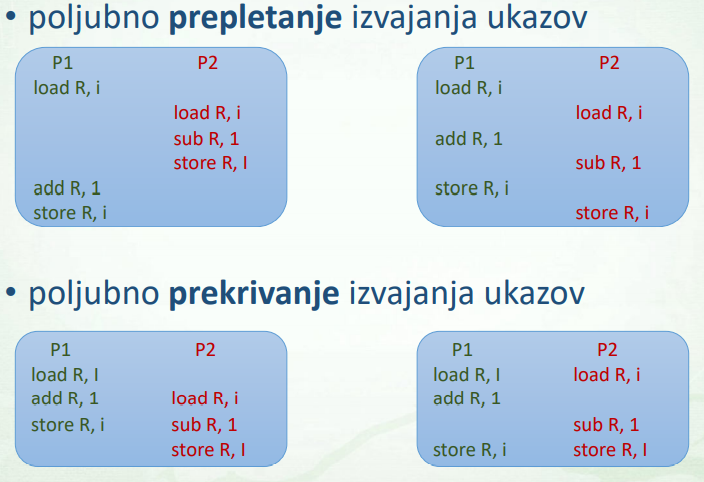 • poljubno prepletanje izvajanja ukazov
P1 P2
load R, i
load R, i
sub R, 1
store R, I
add R, 1
store R, i
P1 P2
load R, i
load R, i
add R, 1
sub R, 1
store R, i
store R, i
• poljubno prekrivanje izvajanja ukazov
P1 P2
load R, I
add R, 1 load R, i
store R, i sub R, 1
store R, I
P1 P2
load R, I load R, i
add R, 1
sub R, 1
store R, i store R, I